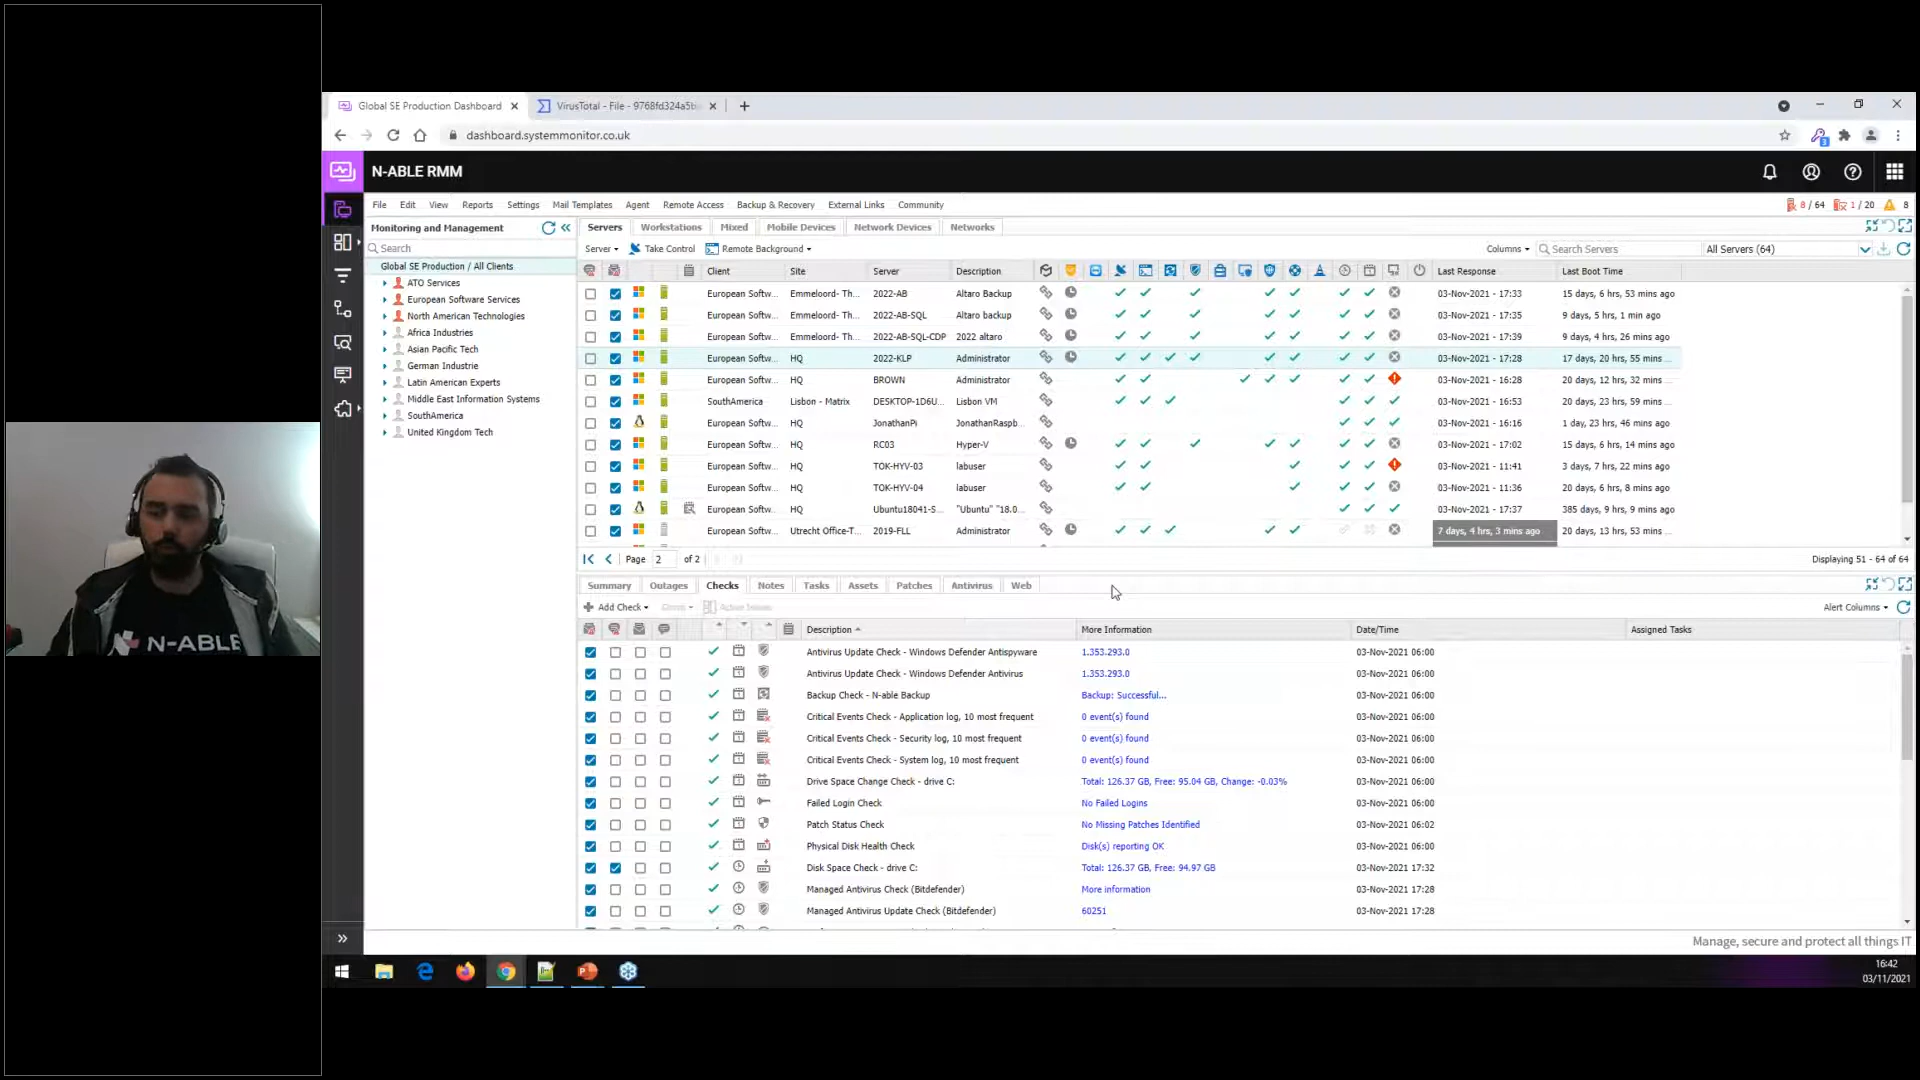 Global SE Production Dashboard
VirusTotal - File - 9768fd324a5b
dashboard.systemmonitor.co.uk
N-ABLE RMM
File Edit View Reports Settings Mail Templates Agent Remote Access Backup & Recovery External Links Community
8 / 64 1 / 20 8
Monitoring and Management
Search
Global SE Production / All Clients
ATO Services
European Software Services
North American Technologies
Africa Industries
Asian Pacific Tech
German Industrie
Latin American Experts
Middle East Information Systems
SouthAmerica
United Kingdom Tech
Servers Workstations Mixed Mobile Devices Network Devices Networks
Server Take Control Remote Background Columns Search Servers All Servers (64)
Client Site Server Description Last Response Last Boot Time
European Softw... Emmeloord- Th... 2022-AB Altaro Backup 03-Nov-2021 - 17:33 15 days, 6 hrs, 53 mins ago
European Softw... Emmeloord- Th... 2022-AB-SQL Altaro backup 03-Nov-2021 - 17:35 9 days, 5 hrs, 1 min ago
European Softw... Emmeloord- Th... 2022-AB-SQL-CDP 2022 altaro 03-Nov-2021 - 17:39 9 days, 4 hrs, 26 mins ago
European Softw... HQ 2022-KLP Administrator 03-Nov-2021 - 17:28 17 days, 20 hrs, 55 mins ...
European Softw... HQ BROWN Administrator 03-Nov-2021 - 16:28 20 days, 12 hrs, 32 mins ...
SouthAmerica Lisbon - Matrix DESKTOP-1D6U... Lisbon VM 03-Nov-2021 - 16:53 20 days, 23 hrs, 59 mins ...
European Softw... HQ JonathanPi JonathanRaspb... 03-Nov-2021 - 16:16 1 day, 23 hrs, 46 mins ago
European Softw... HQ RC03 Hyper-V 03-Nov-2021 - 17:02 15 days, 6 hrs, 14 mins ago
European Softw... HQ TOK-HYV-03 labuser 03-Nov-2021 - 11:41 3 days, 7 hrs, 22 mins ago
European Softw... HQ TOK-HYV-04 labuser 03-Nov-2021 - 11:36 20 days, 6 hrs, 8 mins ago
European Softw... HQ Ubuntu18041-S... "Ubuntu" "18.0... 03-Nov-2021 - 17:37 385 days, 9 hrs, 9 mins ago
European Softw... Utrecht Office-T... 2019-FLL Administrator 7 days, 4 hrs, 3 mins ago 20 days, 13 hrs, 53 mins ...
Page 2 of 2 Displaying 51 - 64 of 64
Summary Outages Checks Notes Tasks Assets Patches Antivirus Web
Add Check Alert Columns
Description More Information Date/Time Assigned Tasks
Antivirus Update Check - Windows Defender Antispyware 1.353.293.0 03-Nov-2021 06:00
Antivirus Update Check - Windows Defender Antivirus 1.353.293.0 03-Nov-2021 06:00
Backup Check - N-able Backup Backup: Successful... 03-Nov-2021 06:00
Critical Events Check - Application log, 10 most frequent 0 event(s) found 03-Nov-2021 06:00
Critical Events Check - Security log, 10 most frequent 0 event(s) found 03-Nov-2021 06:00
Critical Events Check - System log, 10 most frequent 0 event(s) found 03-Nov-2021 06:00
Drive Space Change Check - drive C: Total: 126.37 GB, Free: 95.04 GB, Change: -0.03% 03-Nov-2021 06:00
Failed Login Check No Failed Logins 03-Nov-2021 06:00
Patch Status Check No Missing Patches Identified 03-Nov-2021 06:02
Physical Disk Health Check Disk(s) reporting OK 03-Nov-2021 06:00
Disk Space Check - drive C: Total: 126.37 GB, Free: 94.97 GB 03-Nov-2021 17:32
Managed Antivirus Check (Bitdefender) More information 03-Nov-2021 17:28
Managed Antivirus Update Check (Bitdefender) 60251 03-Nov-2021 17:28
Manage, secure and protect all things IT
16:42
03/11/2021
N-ABLE